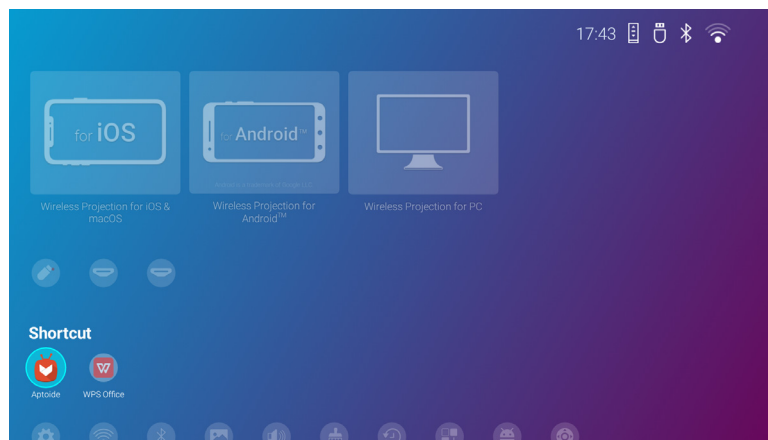 17:43
for iOS
for Android™
Wireless Projection for iOS &
macOS
Wireless Projection for
Android™
Wireless Projection for PC
Shortcut
Aptoide
WPS Office